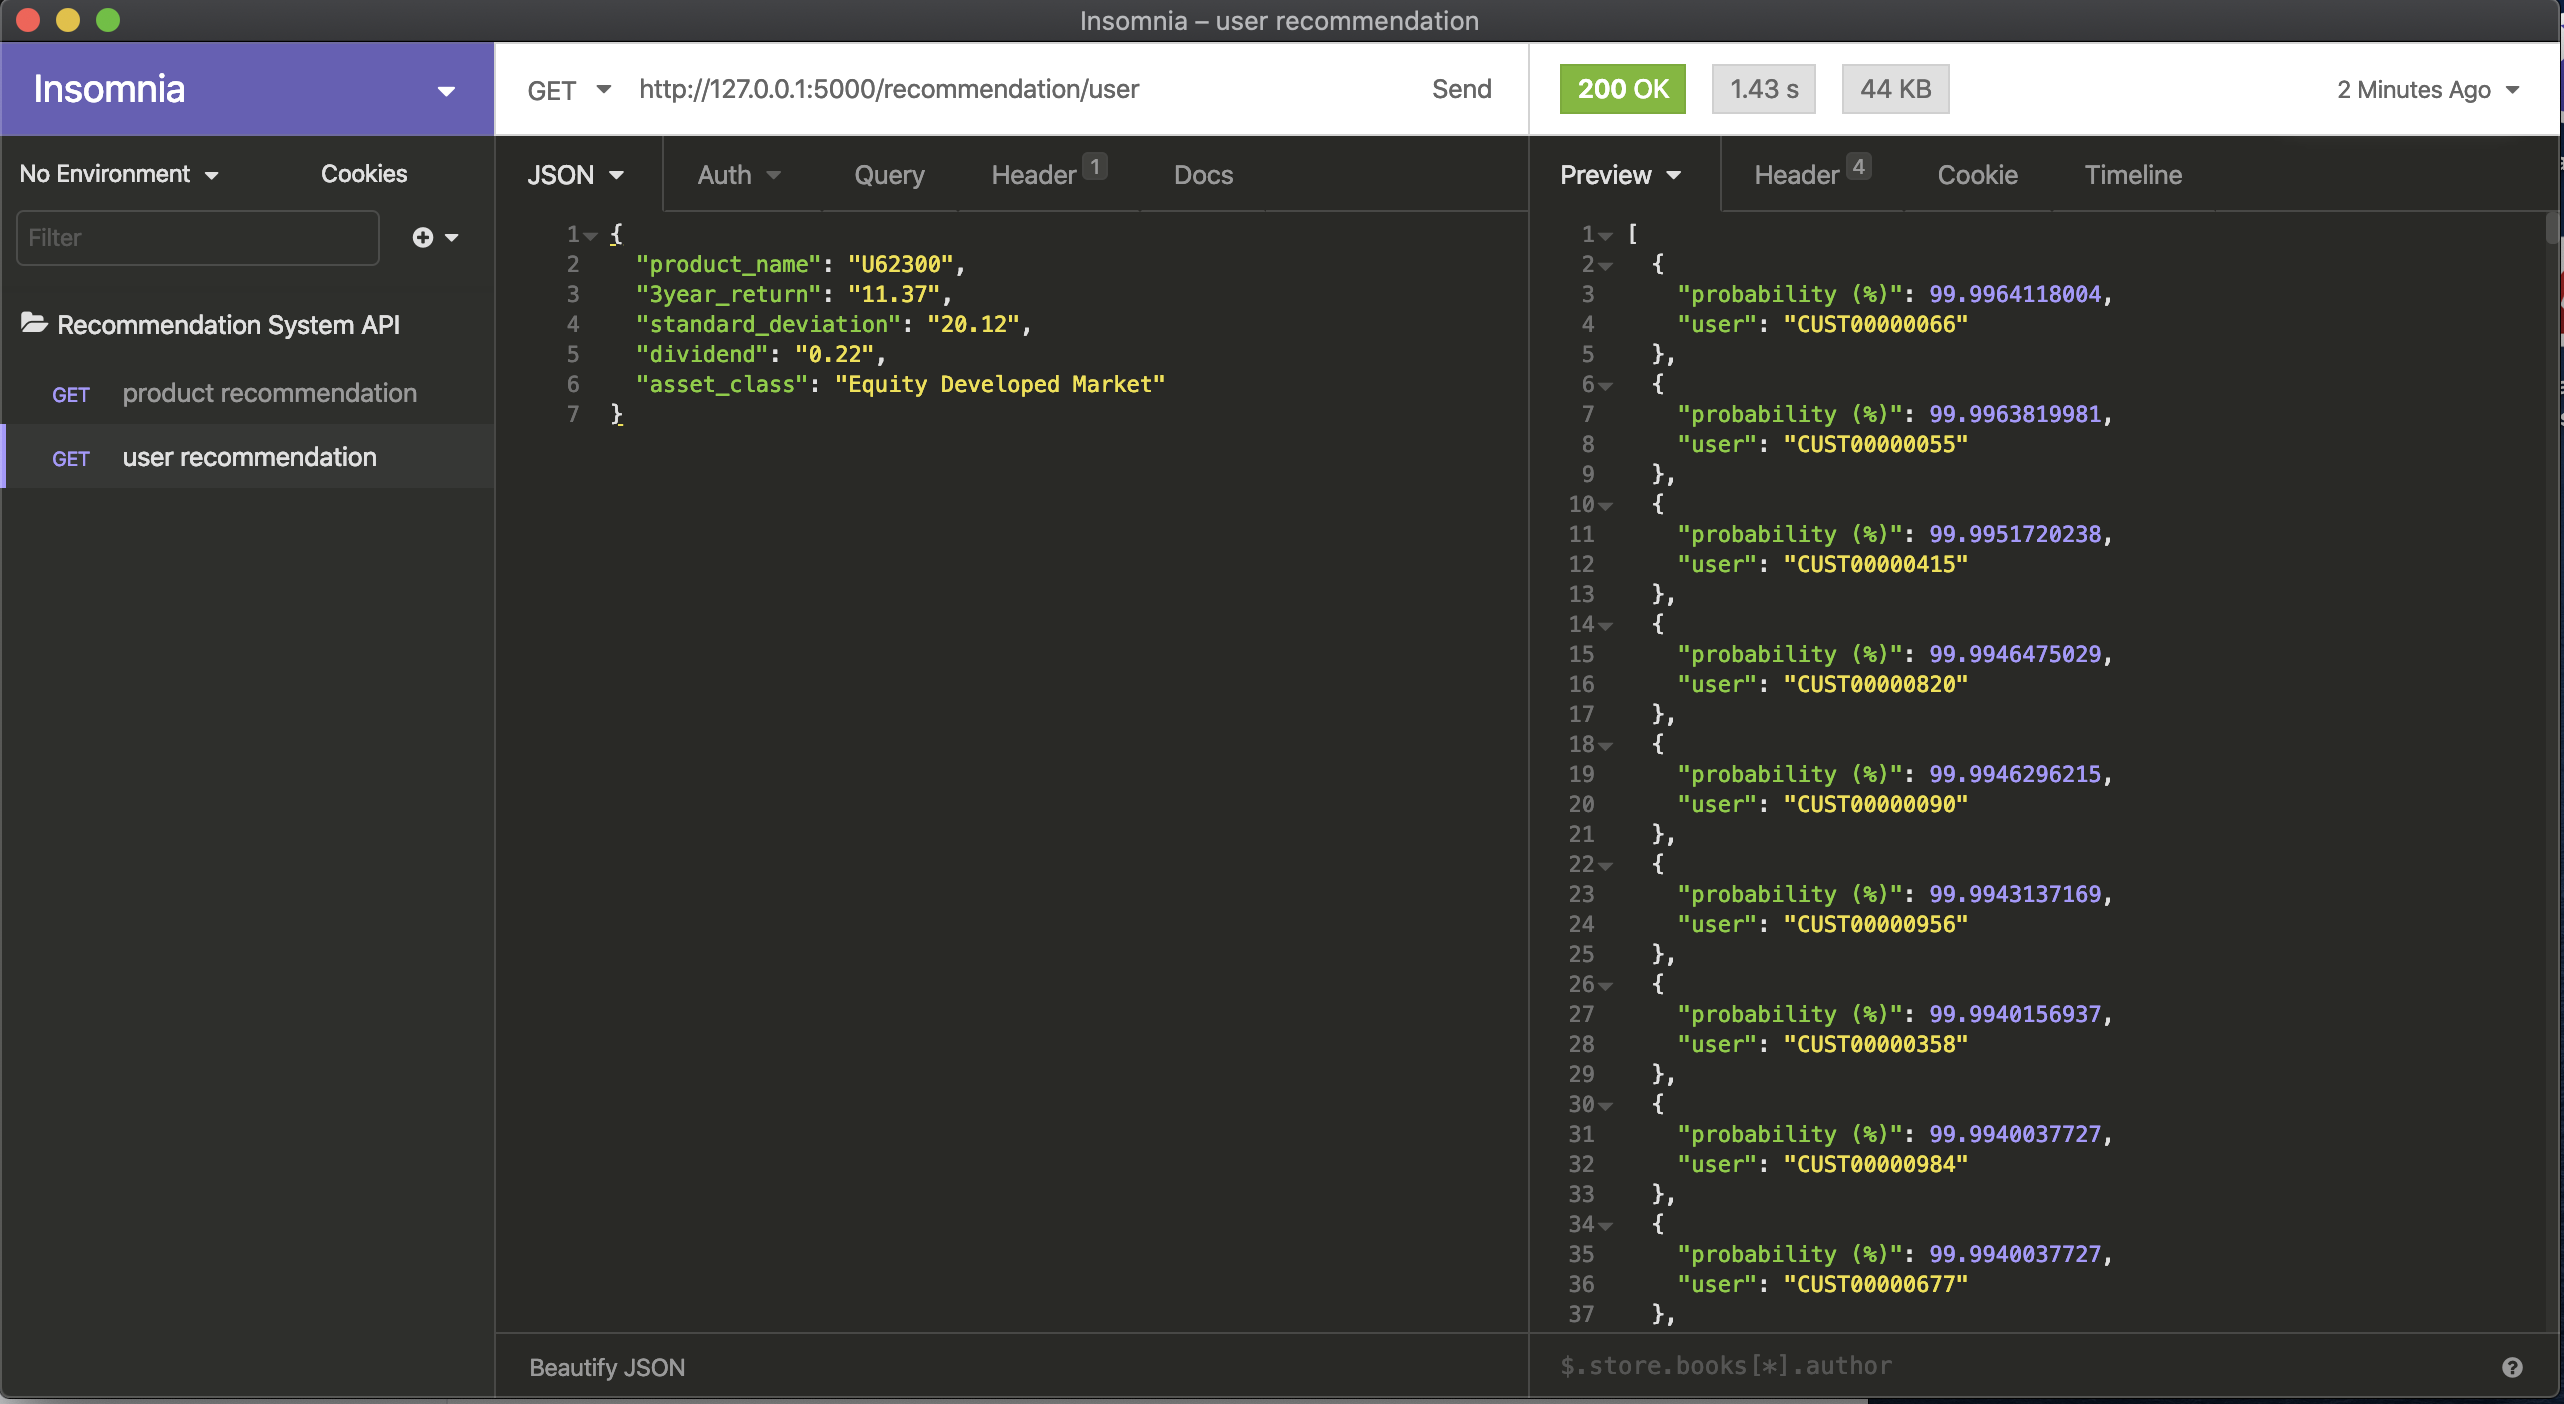 Insomnia – user recommendation
Insomnia
GET http://127.0.0.1:5000/recommendation/user Send
200 OK 1.43 s 44 KB 2 Minutes Ago
No Environment Cookies
Filter
Recommendation System API
GET product recommendation
GET user recommendation
JSON Auth Query Header 1 Docs
1 {
2 "product_name": "U62300",
3 "3year_return": "11.37",
4 "standard_deviation": "20.12",
5 "dividend": "0.22",
6 "asset_class": "Equity Developed Market"
7 }
Beautify JSON
Preview Header 4 Cookie Timeline
1 [
2 {
3 "probability (%)": 99.9964118004,
4 "user": "CUST00000066"
5 },
6 {
7 "probability (%)": 99.9963819981,
8 "user": "CUST00000055"
9 },
10 {
11 "probability (%)": 99.9951720238,
12 "user": "CUST00000415"
13 },
14 {
15 "probability (%)": 99.9946475029,
16 "user": "CUST00000820"
17 },
18 {
19 "probability (%)": 99.9946296215,
20 "user": "CUST00000090"
21 },
22 {
23 "probability (%)": 99.9943137169,
24 "user": "CUST00000956"
25 },
26 {
27 "probability (%)": 99.9940156937,
28 "user": "CUST00000358"
29 },
30 {
31 "probability (%)": 99.9940037727,
32 "user": "CUST00000984"
33 },
34 {
35 "probability (%)": 99.9940037727,
36 "user": "CUST00000677"
37 },
$.store.books[*].author